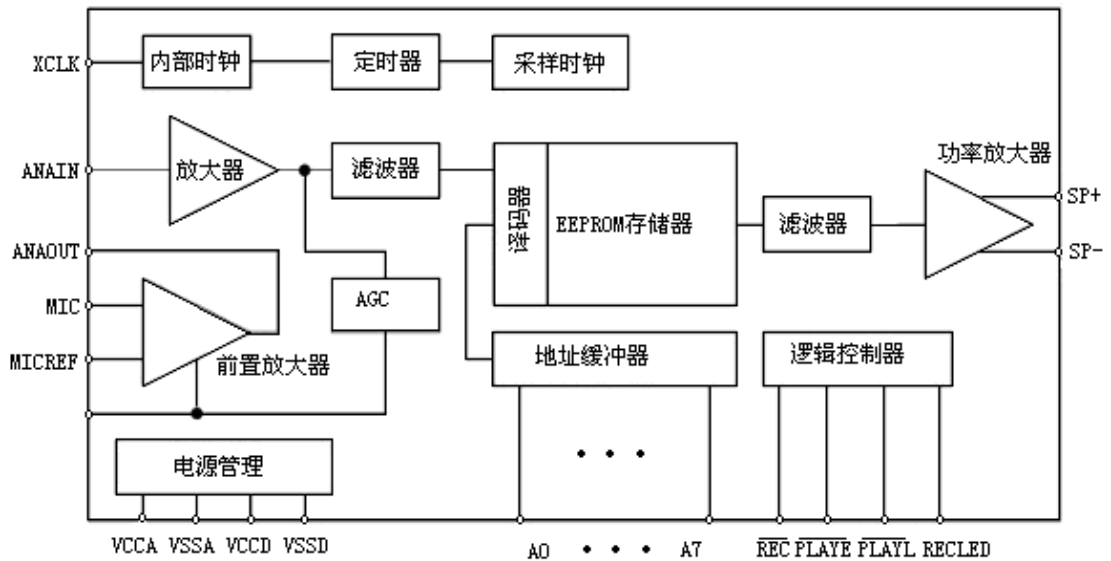 XCLK
内部时钟
定时器
采样时钟
ANAIN
放大器
滤波器
译码器
EEPROM存储器
滤波器
功率放大器
SP+
SP-
ANAOUT
MIC
MICREF
前置放大器
AGC
地址缓冲器
逻辑控制器
电源管理
• • •
VCCA VSSA VCCD VSSD
A0 • • • A7
REC PLAYE PLAYL RECLED